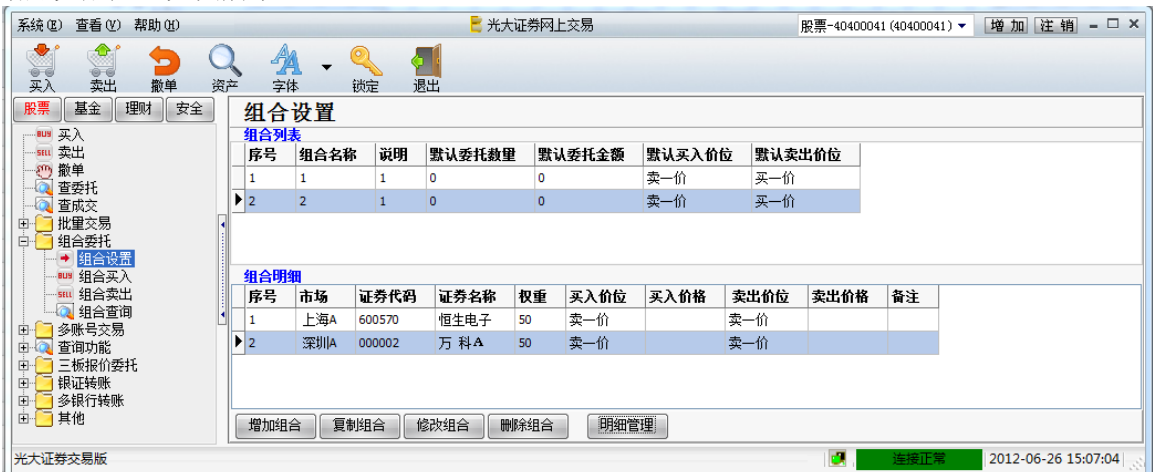 系统(E) 查看(V) 帮助(H) 光大证券网上交易 股票-40400041(40400041) 增 加 注 销
买入 卖出 撤单 资产 字体 锁定 退出
股票 基金 理财 安全
BUY 买入
SELL 卖出
撤单
查委托
查成交
批量交易
组合委托
组合设置
BUY 组合买入
SELL 组合卖出
组合查询
多账号交易
查询功能
三板报价委托
银证转账
多银行转账
其他
组合设置
组合列表
序号 组合名称 说明 默认委托数量 默认委托金额 默认买入价位 默认卖出价位
1 1 1 0 0 卖一价 买一价
2 2 1 0 0 卖一价 买一价
组合明细
序号 市场 证券代码 证券名称 权重 买入价位 买入价格 卖出价位 卖出价格 备注
1 上海A 600570 恒生电子 50 卖一价 卖一价
2 深圳A 000002 万 科A 50 卖一价 卖一价
增加组合 复制组合 修改组合 删除组合 明细管理
光大证券交易版 连接正常 2012-06-26 15:07:04